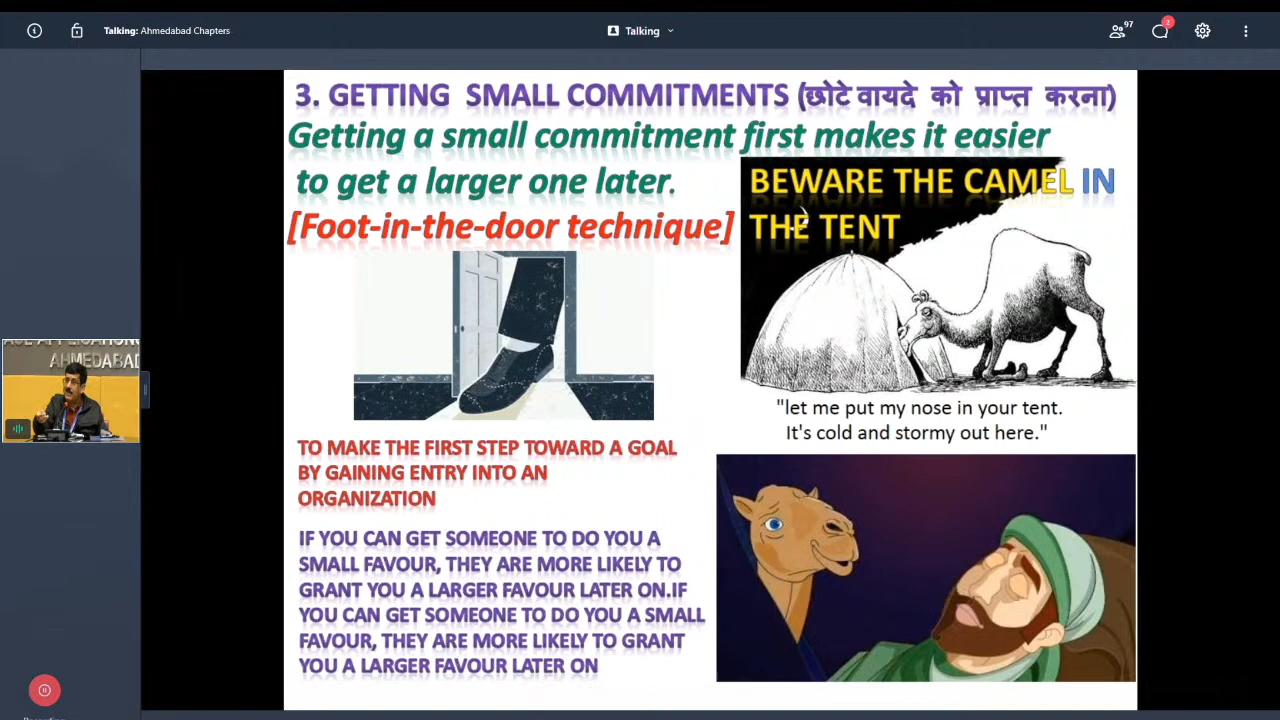 Talking: Ahmedabad Chapters
Talking
97
2
3. GETTING SMALL COMMITMENTS (छोटे वायदे को प्राप्त करना)
Getting a small commitment first makes it easier
to get a larger one later.
[Foot-in-the-door technique]
BEWARE THE CAMEL IN
THE TENT
"let me put my nose in your tent.
It's cold and stormy out here."
TO MAKE THE FIRST STEP TOWARD A GOAL
BY GAINING ENTRY INTO AN
ORGANIZATION
IF YOU CAN GET SOMEONE TO DO YOU A
SMALL FAVOUR, THEY ARE MORE LIKELY TO
GRANT YOU A LARGER FAVOUR LATER ON.IF
YOU CAN GET SOMEONE TO DO YOU A SMALL
FAVOUR, THEY ARE MORE LIKELY TO GRANT
YOU A LARGER FAVOUR LATER ON
AHMEDABAD